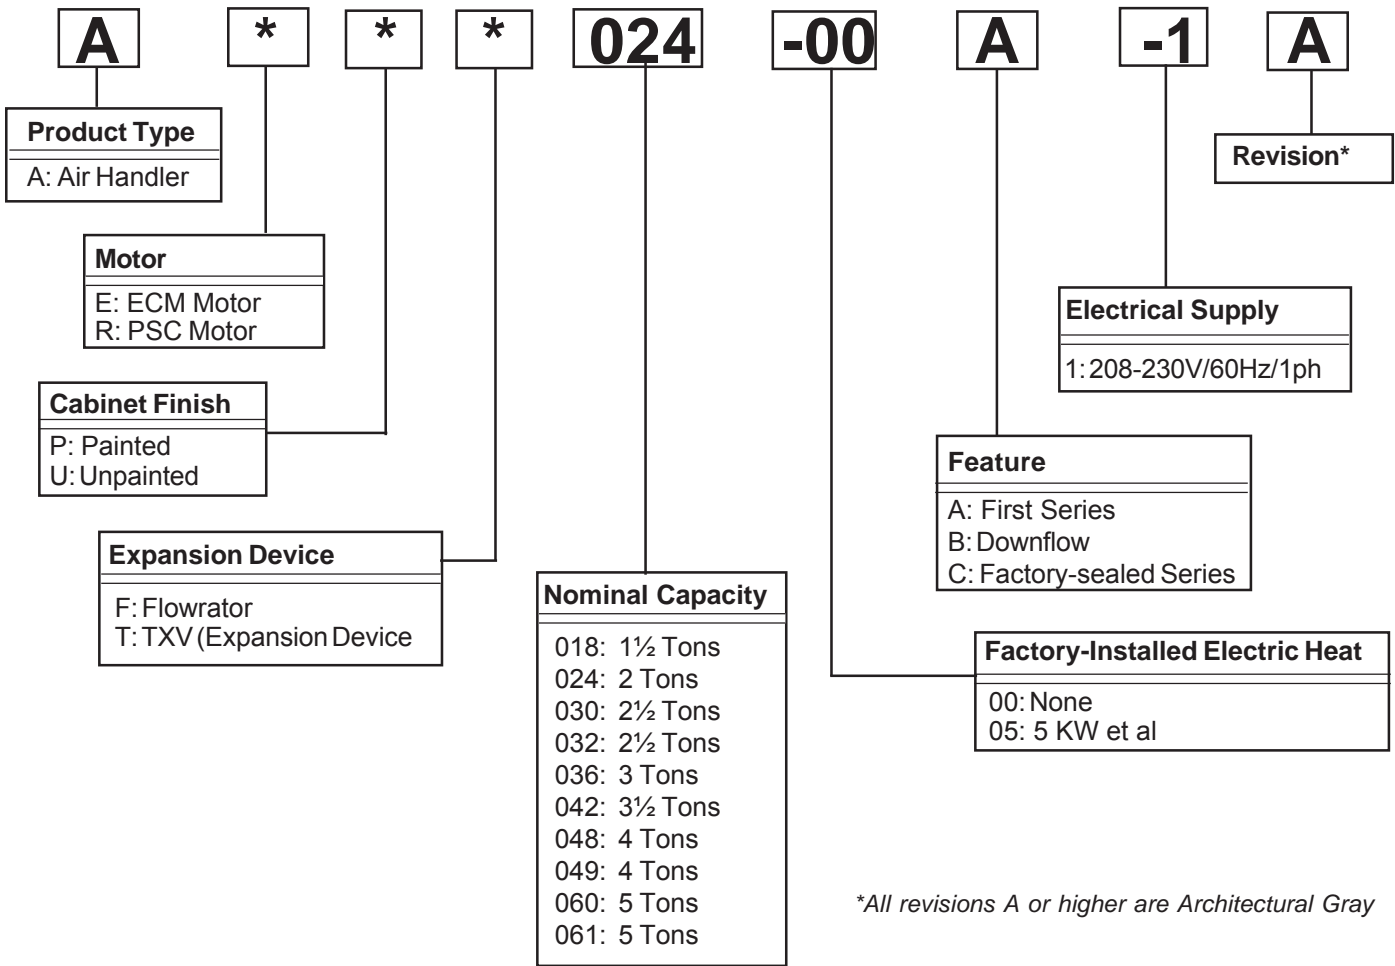 A * * * 024 -00 A -1 A
Product Type
A: Air Handler
Revision*
Motor
E: ECM Motor
R: PSC Motor
Electrical Supply
1: 208-230V/60Hz/1ph
Cabinet Finish
P: Painted
U: Unpainted
Feature
A: First Series
B: Downflow
C: Factory-sealed Series
Expansion Device
F: Flowrator
T: TXV (Expansion Device
Nominal Capacity
018: 1½ Tons
024: 2 Tons
030: 2½ Tons
032: 2½ Tons
036: 3 Tons
042: 3½ Tons
048: 4 Tons
049: 4 Tons
060: 5 Tons
061: 5 Tons
Factory-Installed Electric Heat
00: None
05: 5 KW et al
*All revisions A or higher are Architectural Gray